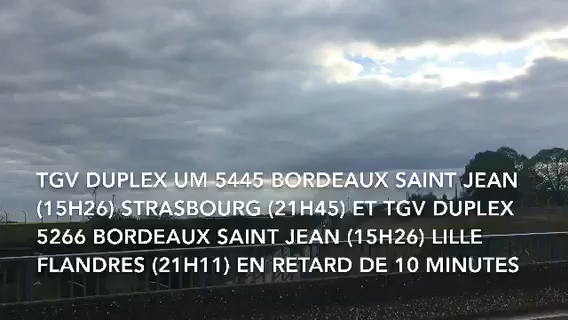 TGV DUPLEX UM 5445 BORDEAUX SAINT JEAN
(15H26) STRASBOURG (21H45) ET TGV DUPLEX
5266 BORDEAUX SAINT JEAN (15H26) LILLE
FLANDRES (21H11) EN RETARD DE 10 MINUTES